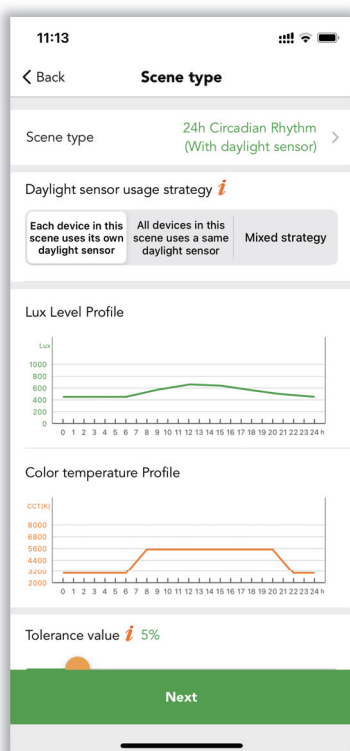 11:13
Back
Scene type
Scene type
24h Circadian Rhythm
(With daylight sensor)
Daylight sensor usage strategy i
Each device in this
scene uses its own
daylight sensor
All devices in this
scene uses a same
daylight sensor
Mixed strategy
Lux Level Profile
Lux
1000
800
600
400
200
0
0 1 2 3 4 5 6 7 8 9 10 11 12 13 14 15 16 17 18 19 20 21 22 23 24 h
Color temperature Profile
CCT(K)
8000
6800
5600
4400
3200
2000
0 1 2 3 4 5 6 7 8 9 10 11 12 13 14 15 16 17 18 19 20 21 22 23 24 h
Tolerance value i 5%
Next